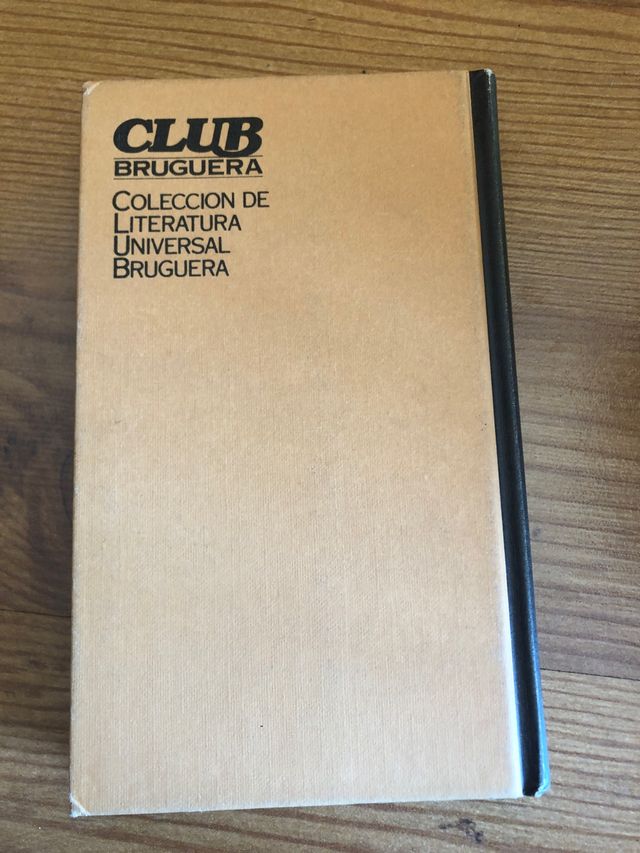 CLUB
BRUGUERA
COLECCION DE
LITERATURA
UNIVERSAL
BRUGUERA